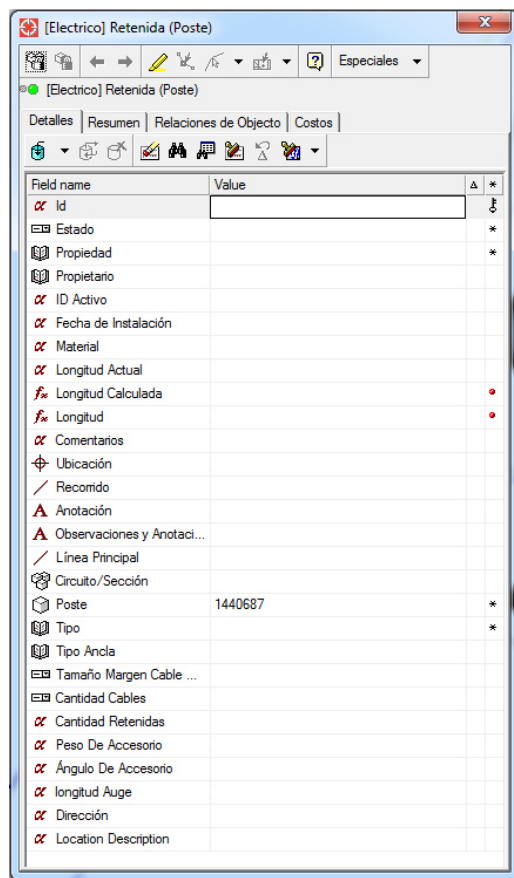 [Electrico] Retenida (Poste)
Especiales
[Electrico] Retenida (Poste)
Detalles Resumen Relaciones de Objecto Costos
Field name Value Δ *
Id
Estado *
Propiedad *
Propietario
ID Activo
Fecha de Instalación
Material
Longitud Actual
Longitud Calculada
Longitud
Comentarios
Ubicación
Recorrido
Anotación
Observaciones y Anotaci...
Línea Principal
Circuito/Sección
Poste 1440687 *
Tipo *
Tipo Ancla
Tamaño Margen Cable ...
Cantidad Cables
Cantidad Retenidas
Peso De Accesorio
Ángulo De Accesorio
longitud Auge
Dirección
Location Description